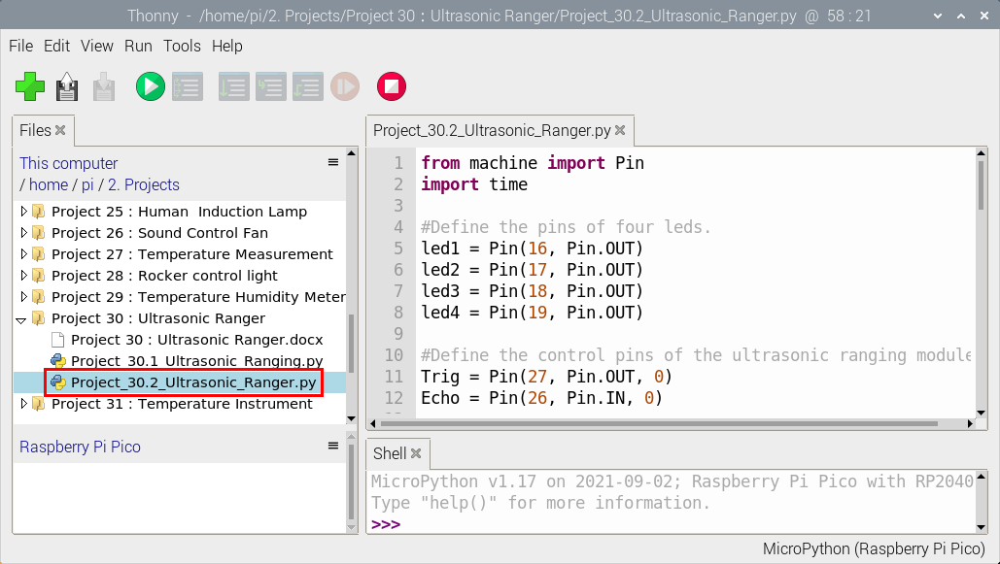 Thonny - /home/pi/2. Projects/Project 30 : Ultrasonic Ranger/Project_30.2_Ultrasonic_Ranger.py @ 58 : 21
File Edit View Run Tools Help
Files
This computer
/ home / pi / 2. Projects
Project 25 : Human Induction Lamp
Project 26 : Sound Control Fan
Project 27 : Temperature Measurement
Project 28 : Rocker control light
Project 29 : Temperature Humidity Meter
Project 30 : Ultrasonic Ranger
Project 30 : Ultrasonic Ranger.docx
Project_30.1_Ultrasonic_Ranging.py
Project_30.2_Ultrasonic_Ranger.py
Project 31 : Temperature Instrument
Raspberry Pi Pico
Project_30.2_Ultrasonic_Ranger.py
1 from machine import Pin
2 import time
3
4 #Define the pins of four leds.
5 led1 = Pin(16, Pin.OUT)
6 led2 = Pin(17, Pin.OUT)
7 led3 = Pin(18, Pin.OUT)
8 led4 = Pin(19, Pin.OUT)
9
10 #Define the control pins of the ultrasonic ranging module
11 Trig = Pin(27, Pin.OUT, 0)
12 Echo = Pin(26, Pin.IN, 0)
Shell
MicroPython v1.17 on 2021-09-02; Raspberry Pi Pico with RP2040
Type "help()" for more information.
>>>
MicroPython (Raspberry Pi Pico)